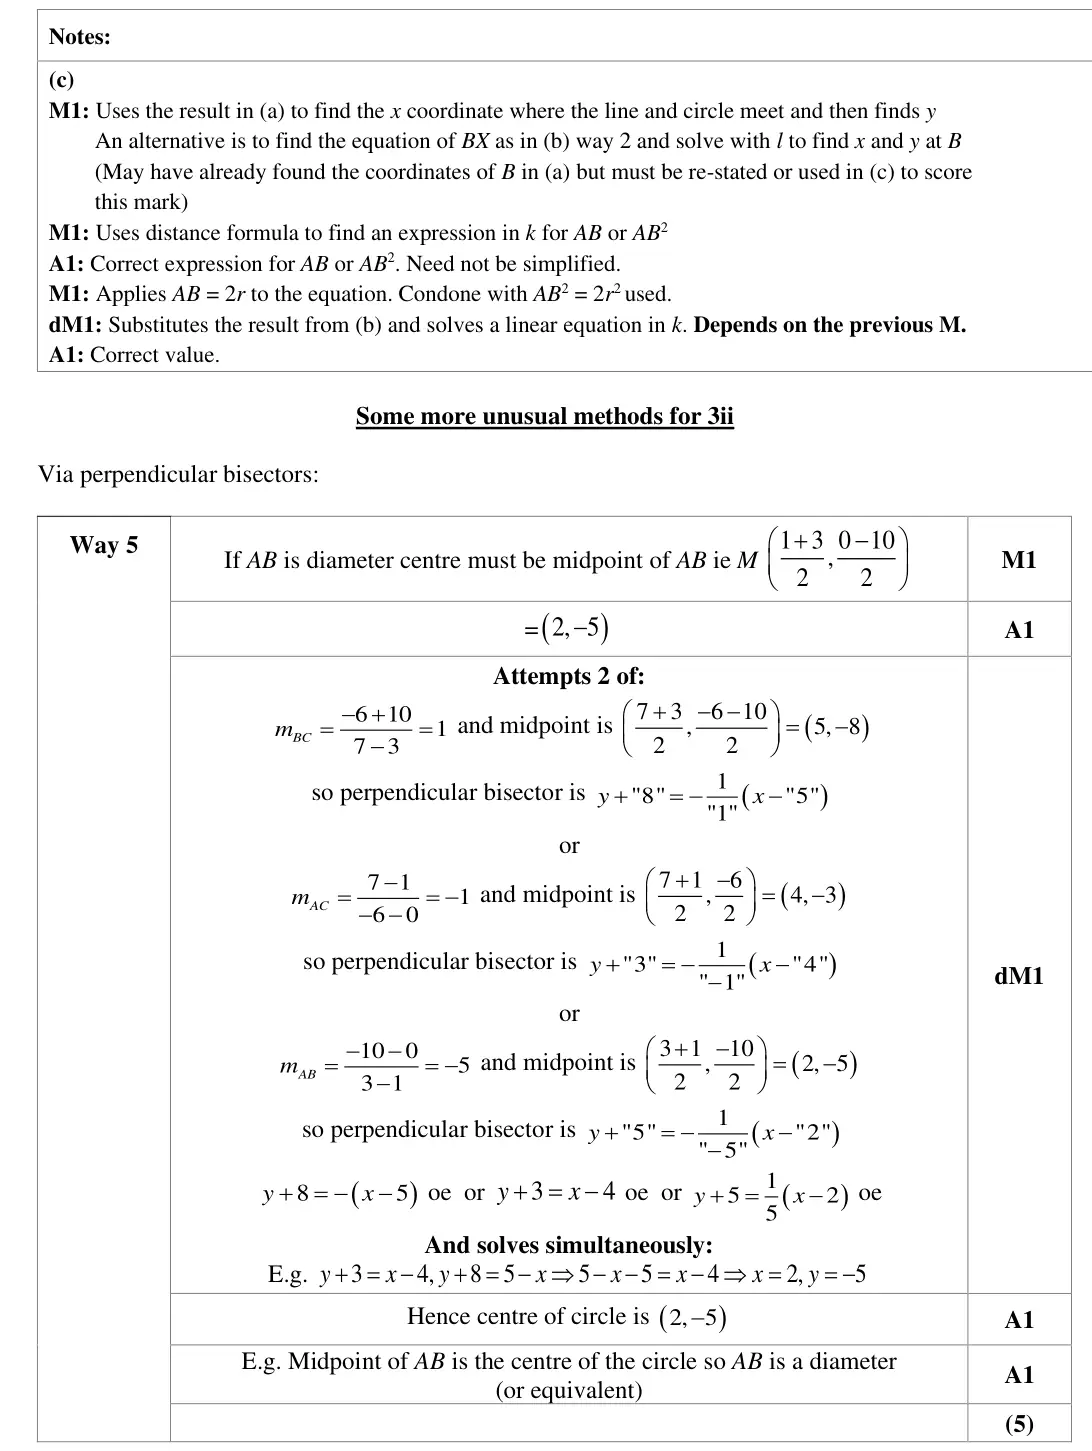 Notes:
(c)
M1: Uses the result in (a) to find the x coordinate where the line and circle meet and then finds y
An alternative is to find the equation of BX as in (b) way 2 and solve with l to find x and y at B
(May have already found the coordinates of B in (a) but must be re-stated or used in (c) to score
this mark)
M1: Uses distance formula to find an expression in k for AB or AB²
A1: Correct expression for AB or AB². Need not be simplified.
M1: Applies AB = 2r to the equation. Condone with AB² = 2r² used.
dM1: Substitutes the result from (b) and solves a linear equation in k. Depends on the previous M.
A1: Correct value.
Some more unusual methods for 3ii
Via perpendicular bisectors:
Way 5
If AB is diameter centre must be midpoint of AB ie M ((1+3)/2, (0−10)/2) M1
=(2,−5) A1
Attempts 2 of:
m_BC = (−6+10)/(7−3) = 1 and midpoint is ((7+3)/2, (−6−10)/2) = (5,−8)
so perpendicular bisector is y+"8"=−1/"1"(x−"5")
or
m_AC = (7−1)/(−6−0) = −1 and midpoint is ((7+1)/2, −6/2) = (4,−3)
so perpendicular bisector is y+"3"=−1/"−1"(x−"4")
dM1
or
m_AB = (−10−0)/(3−1) = −5 and midpoint is ((3+1)/2, −10/2) = (2,−5)
so perpendicular bisector is y+"5"=−1/"−5"(x−"2")
y+8=−(x−5) oe or y+3=x−4 oe or y+5=1/5(x−2) oe
And solves simultaneously:
E.g. y+3=x−4, y+8=5−x⇒5−x−5=x−4⇒x=2, y=−5
Hence centre of circle is (2,−5) A1
E.g. Midpoint of AB is the centre of the circle so AB is a diameter
(or equivalent) A1
(5)